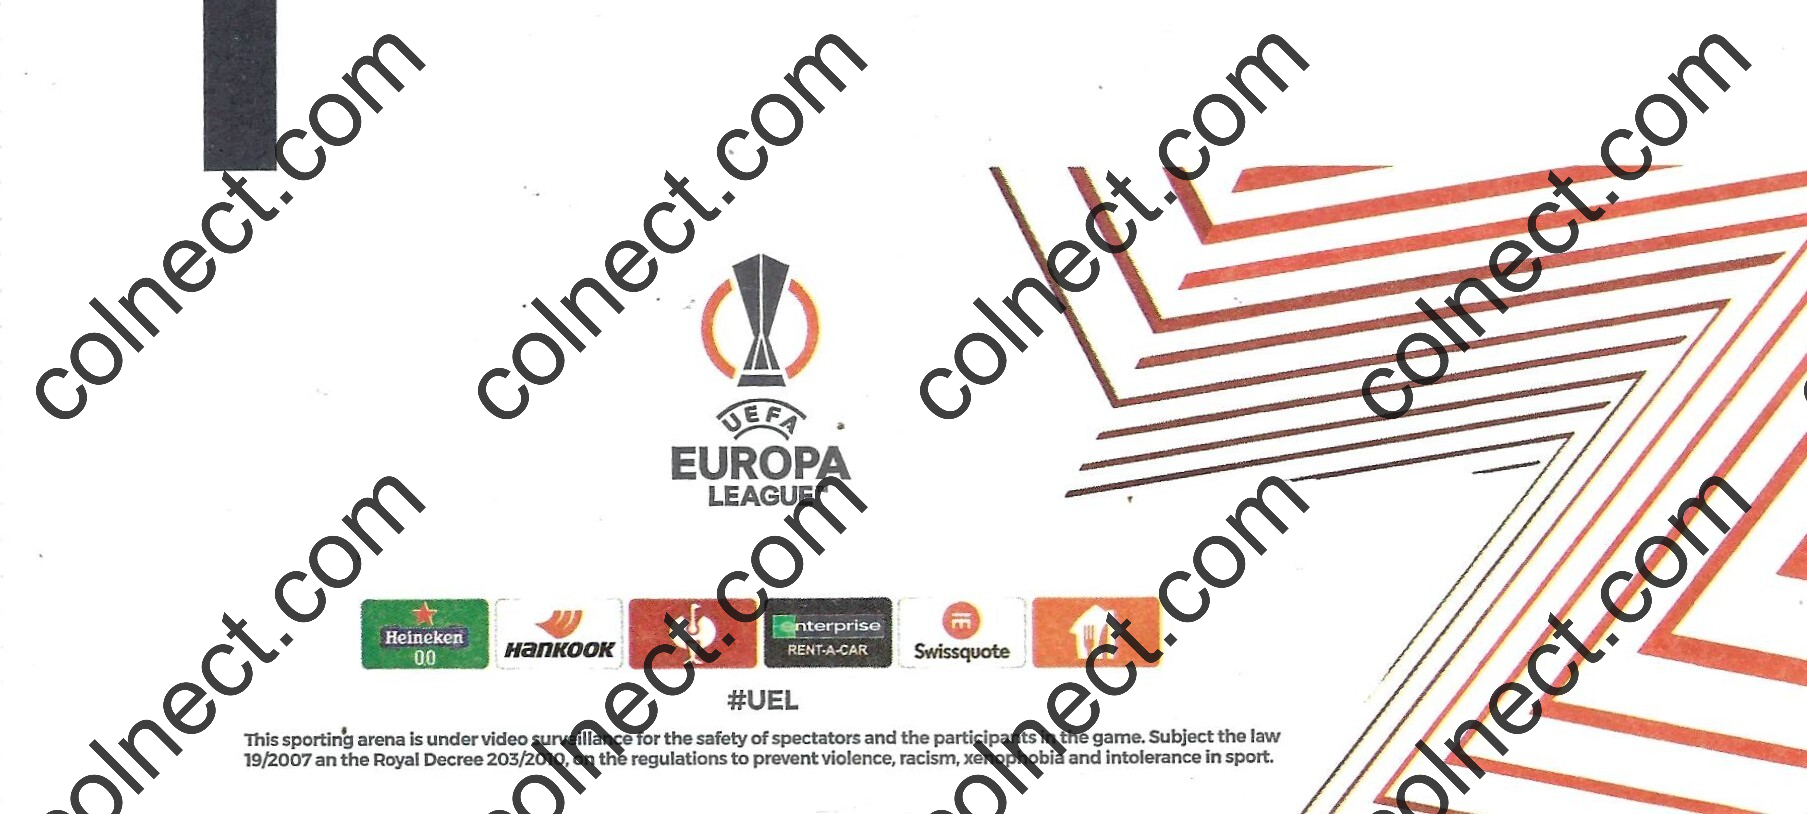 UEFA
EUROPA
LEAGUE
Heineken
0.0
HANKOOK
enterprise
RENT-A-CAR
Swissquote
#UEL
This sporting arena is under video surveillance for the safety of spectators and the participants in the game. Subject the law
19/2007 an the Royal Decree 203/2010, on the regulations to prevent violence, racism, xenophobia and intolerance in sport.
colnect.com
colnect.com
colnect.com
colnect.com
colnect.com
colnect.com
colnect.com
colnect.com